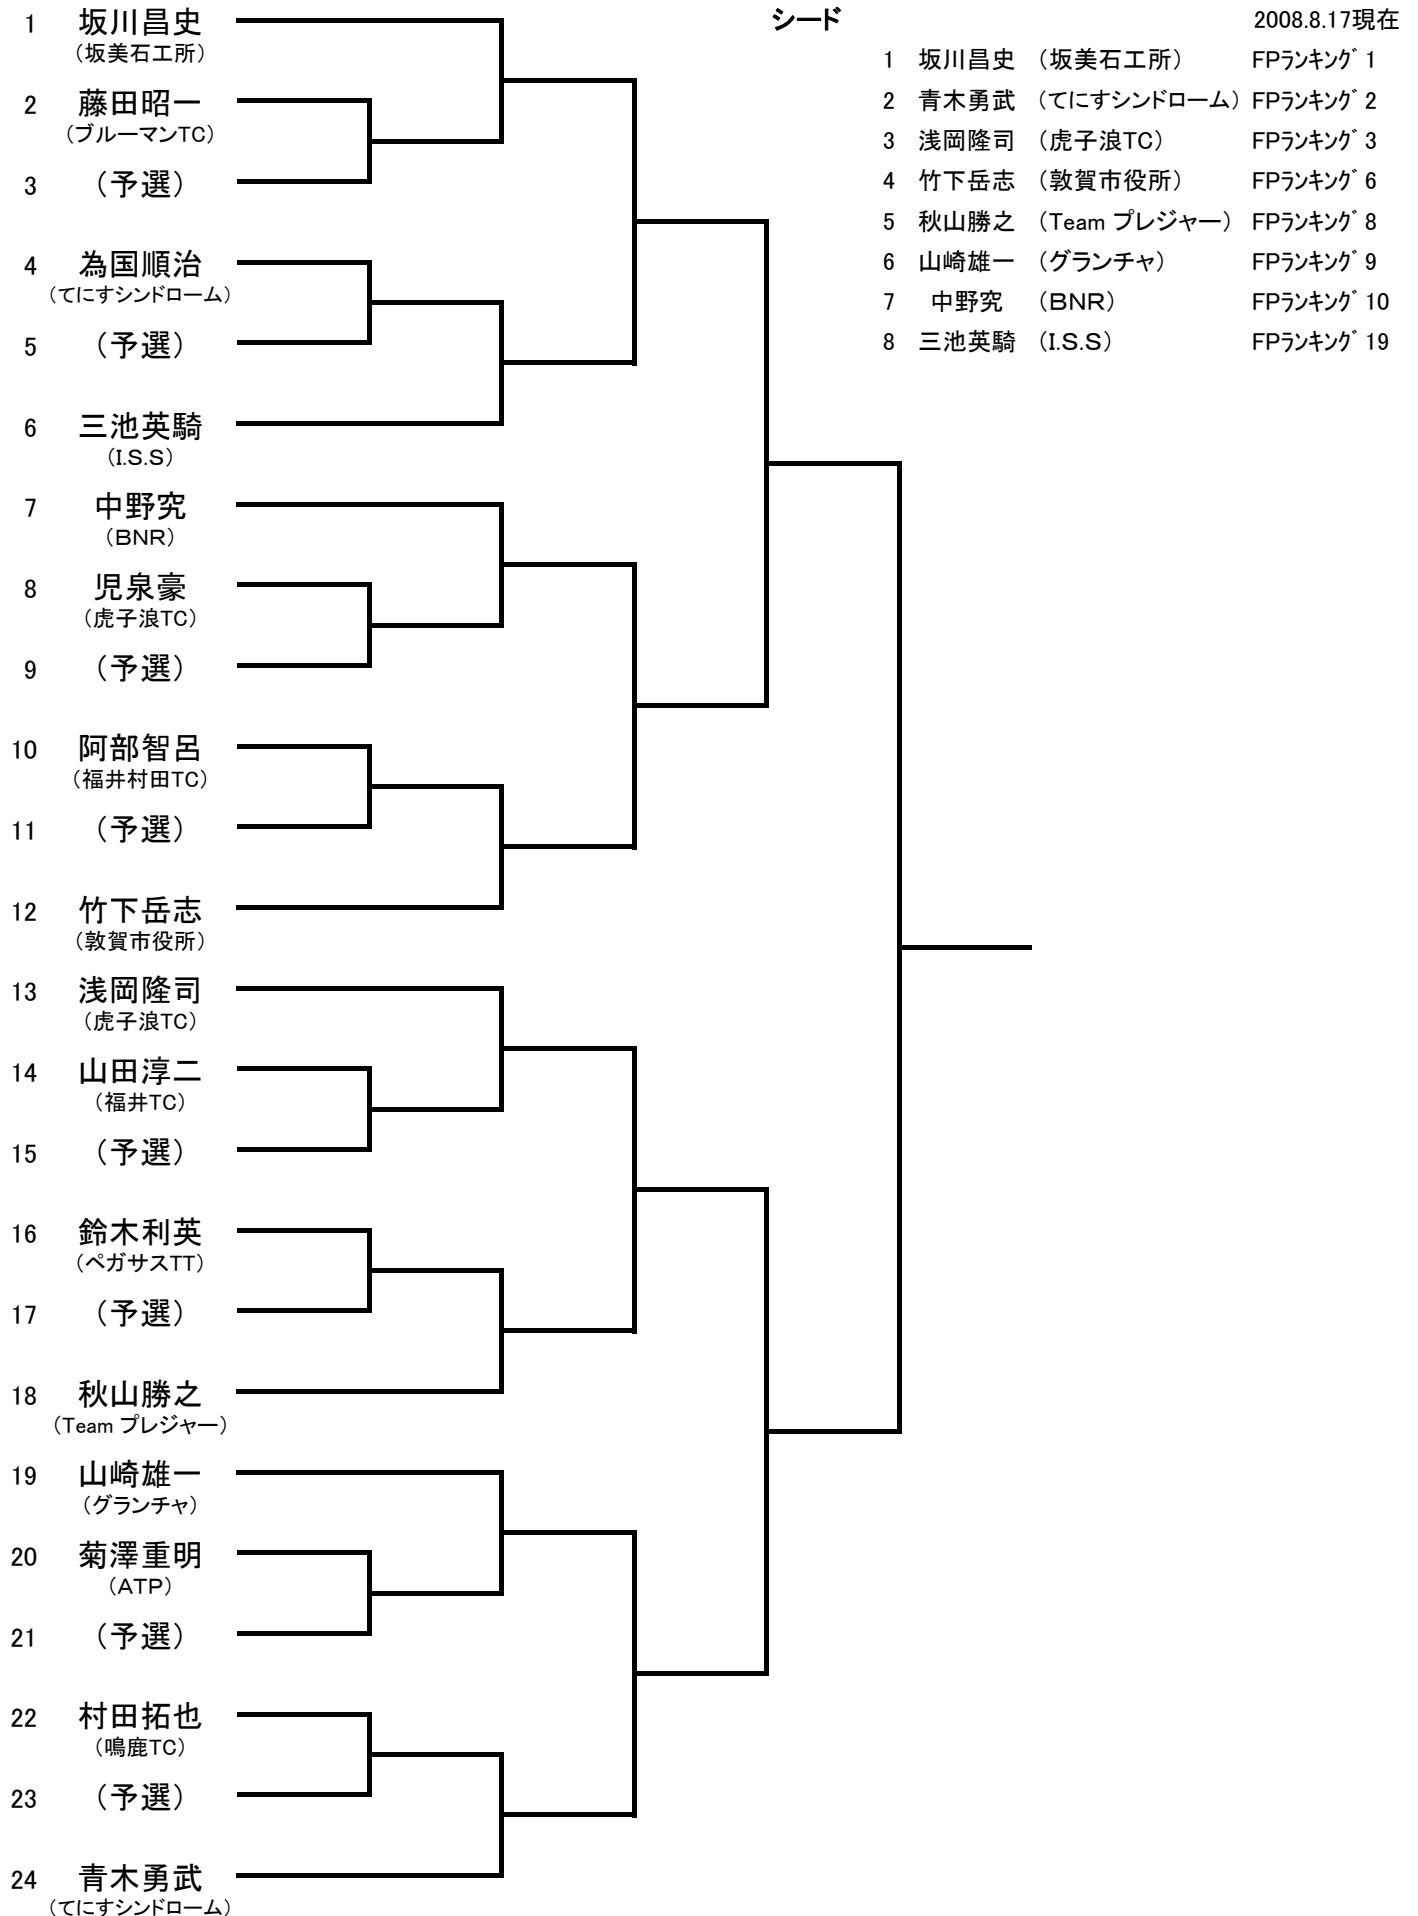 シード 2008.8.17現在
1 坂川昌史 （坂美石工所） FPランキング 1
2 青木勇武 （てにすシンドローム） FPランキング 2
3 浅岡隆司 （虎子浪TC） FPランキング 3
4 竹下岳志 （敦賀市役所） FPランキング 6
5 秋山勝之 （Team プレジャー） FPランキング 8
6 山崎雄一 （グランチャ） FPランキング 9
7 中野究 （BNR） FPランキング 10
8 三池英騎 （I.S.S） FPランキング 19
1 坂川昌史
（坂美石工所）
2 藤田昭一
（ブルーマンTC）
3 （予選）
4 為国順治
（てにすシンドローム）
5 （予選）
6 三池英騎
（I.S.S）
7 中野究
（BNR）
8 児泉豪
（虎子浪TC）
9 （予選）
10 阿部智呂
（福井村田TC）
11 （予選）
12 竹下岳志
（敦賀市役所）
13 浅岡隆司
（虎子浪TC）
14 山田淳二
（福井TC）
15 （予選）
16 鈴木利英
（ペガサスTT）
17 （予選）
18 秋山勝之
（Team プレジャー）
19 山崎雄一
（グランチャ）
20 菊澤重明
（ATP）
21 （予選）
22 村田拓也
（鳴鹿TC）
23 （予選）
24 青木勇武
（てにすシンドローム）